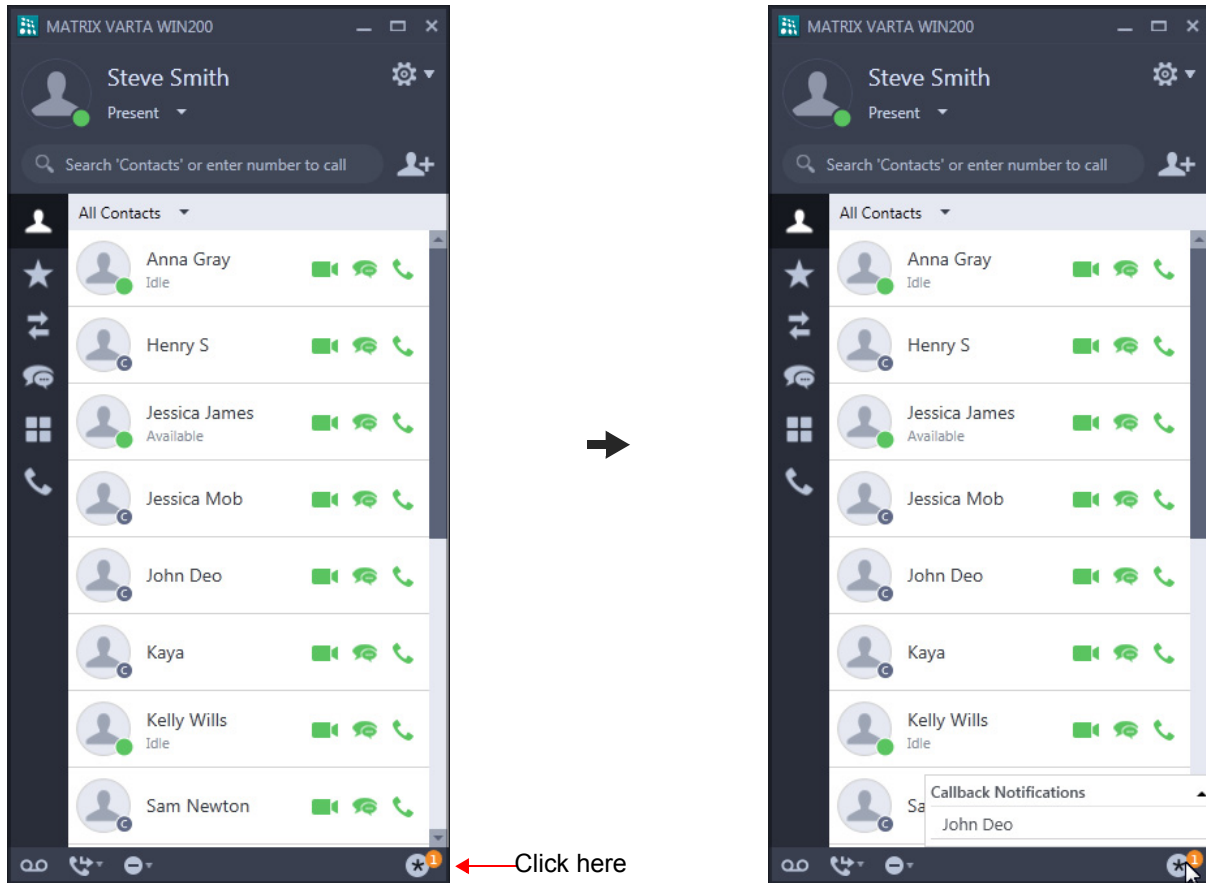 MATRIX VARTA WIN200
Steve Smith
Present
Search 'Contacts' or enter number to call
All Contacts
Anna Gray
Idle
C
Henry S
Jessica James
Available
C
Jessica Mob
C
John Deo
C
Kaya
Kelly Wills
Idle
C
Sam Newton
1
Click here
MATRIX VARTA WIN200
Steve Smith
Present
Search 'Contacts' or enter number to call
All Contacts
Anna Gray
Idle
C
Henry S
Jessica James
Available
C
Jessica Mob
C
John Deo
C
Kaya
Kelly Wills
Idle
C
Sa
Callback Notifications
John Deo
1